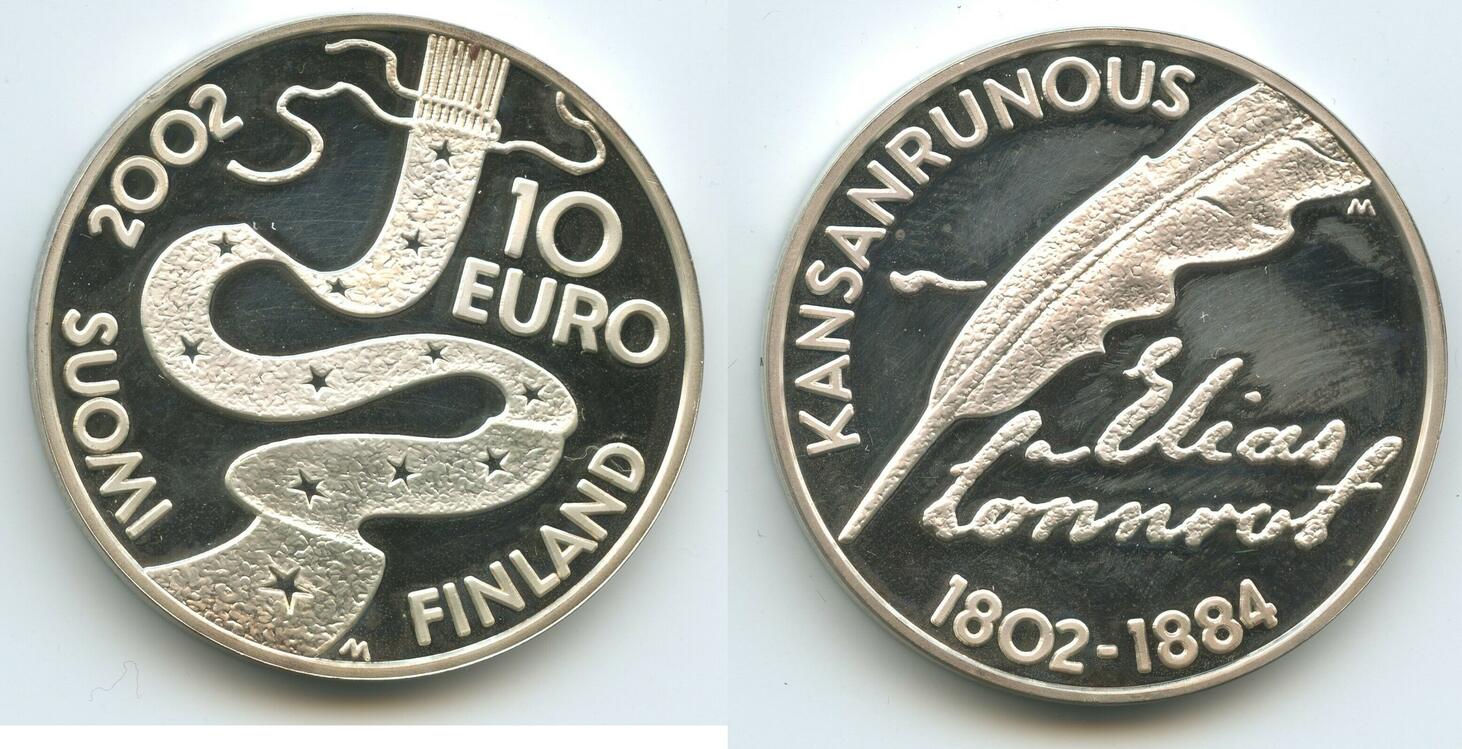 SUOMI 2002
10
EURO
FINLAND
M
KANSANRUNOUS
M
Elias
Lönnrot
1802-1884